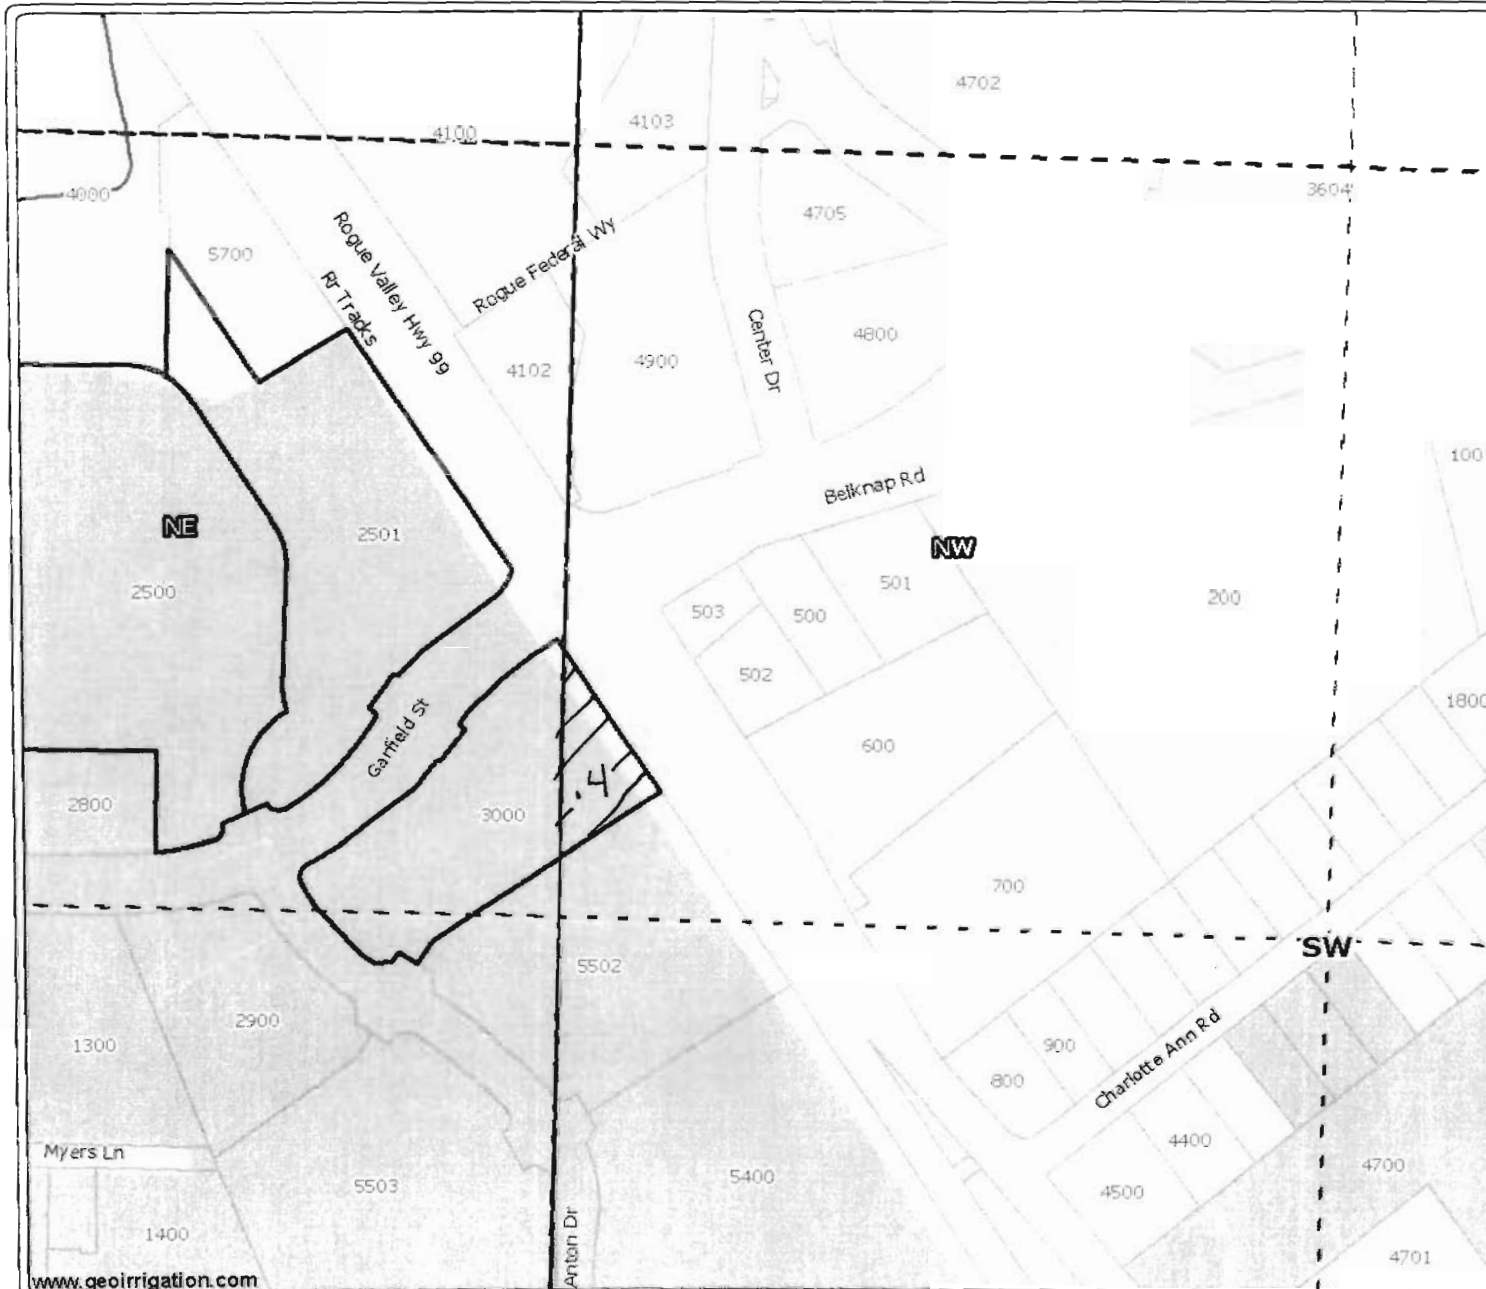 4702
4103
4100
3604
4000
4705
5700
Rogue Valley Hwy 99
Rogue Federal Wy
Rr Tracks
Center Dr
4800
4900
4102
100
Belknap Rd
NE
2501
NW
501
2500
200
503
500
502
1800
Garfield St
600
2800
3000
.4
700
SW
5502
2900
1300
900
Charlotte Ann Rd
800
4400
Myers Ln
4700
5503
5400
4500
1400
Anton Dr
4701
www.geoirrigation.com